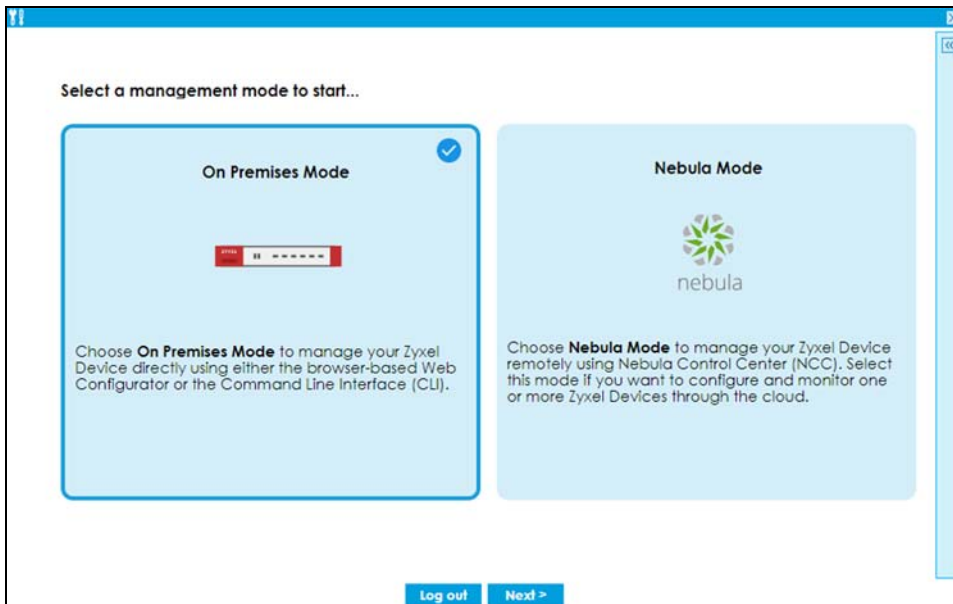 Select a management mode to start...
On Premises Mode
ZYXEL
Choose On Premises Mode to manage your Zyxel
Device directly using either the browser-based Web
Configurator or the Command Line Interface (CLI).
Nebula Mode
nebula
Choose Nebula Mode to manage your Zyxel Device
remotely using Nebula Control Center (NCC). Select
this mode if you want to configure and monitor one
or more Zyxel Devices through the cloud.
Log out
Next >